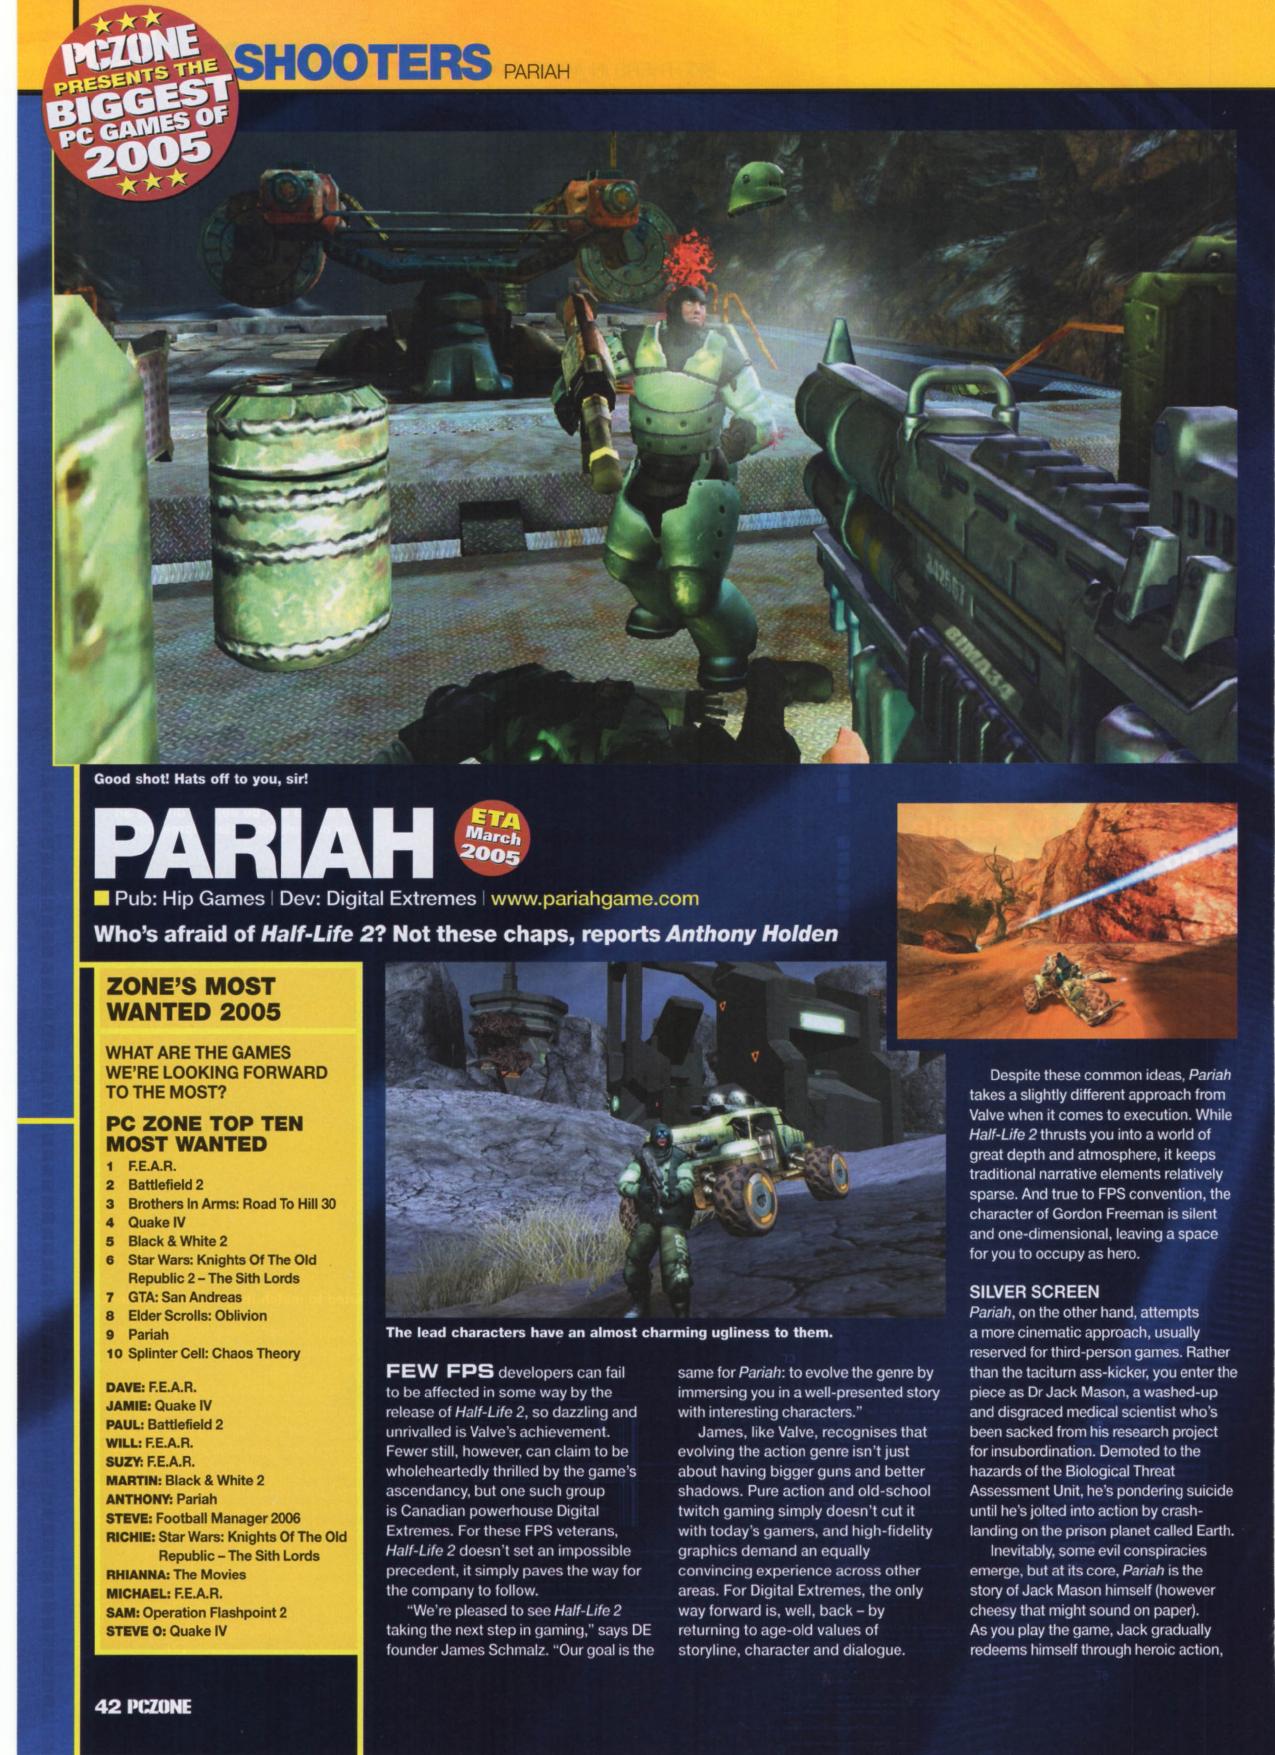 PCZONE
PRESENTS THE
BIGGEST
PC GAMES OF
2005
SHOOTERS PARIAH
342567
BIMA34
Good shot! Hats off to you, sir!
PARIAH
ETA
March
2005
Pub: Hip Games | Dev: Digital Extremes | www.pariahgame.com
Who's afraid of Half-Life 2? Not these chaps, reports Anthony Holden
ZONE'S MOST
WANTED 2005
WHAT ARE THE GAMES
WE'RE LOOKING FORWARD
TO THE MOST?
PC ZONE TOP TEN
MOST WANTED
1 F.E.A.R.
2 Battlefield 2
3 Brothers In Arms: Road To Hill 30
4 Quake IV
5 Black & White 2
6 Star Wars: Knights Of The Old
Republic 2 – The Sith Lords
7 GTA: San Andreas
8 Elder Scrolls: Oblivion
9 Pariah
10 Splinter Cell: Chaos Theory
DAVE: F.E.A.R.
JAMIE: Quake IV
PAUL: Battlefield 2
WILL: F.E.A.R.
SUZY: F.E.A.R.
MARTIN: Black & White 2
ANTHONY: Pariah
STEVE: Football Manager 2006
RICHIE: Star Wars: Knights Of The Old
Republic – The Sith Lords
RHIANNA: The Movies
MICHAEL: F.E.A.R.
SAM: Operation Flashpoint 2
STEVE O: Quake IV
The lead characters have an almost charming ugliness to them.
FEW FPS developers can fail
to be affected in some way by the
release of Half-Life 2, so dazzling and
unrivalled is Valve's achievement.
Fewer still, however, can claim to be
wholeheartedly thrilled by the game's
ascendancy, but one such group
is Canadian powerhouse Digital
Extremes. For these FPS veterans,
Half-Life 2 doesn't set an impossible
precedent, it simply paves the way for
the company to follow.
"We're pleased to see Half-Life 2
taking the next step in gaming," says DE
founder James Schmalz. "Our goal is the
same for Pariah: to evolve the genre by
immersing you in a well-presented story
with interesting characters."
James, like Valve, recognises that
evolving the action genre isn't just
about having bigger guns and better
shadows. Pure action and old-school
twitch gaming simply doesn't cut it
with today's gamers, and high-fidelity
graphics demand an equally
convincing experience across other
areas. For Digital Extremes, the only
way forward is, well, back – by
returning to age-old values of
storyline, character and dialogue.
Despite these common ideas, Pariah
takes a slightly different approach from
Valve when it comes to execution. While
Half-Life 2 thrusts you into a world of
great depth and atmosphere, it keeps
traditional narrative elements relatively
sparse. And true to FPS convention, the
character of Gordon Freeman is silent
and one-dimensional, leaving a space
for you to occupy as hero.
SILVER SCREEN
Pariah, on the other hand, attempts
a more cinematic approach, usually
reserved for third-person games. Rather
than the taciturn ass-kicker, you enter the
piece as Dr Jack Mason, a washed-up
and disgraced medical scientist who's
been sacked from his research project
for insubordination. Demoted to the
hazards of the Biological Threat
Assessment Unit, he's pondering suicide
until he's jolted into action by crash-
landing on the prison planet called Earth.
Inevitably, some evil conspiracies
emerge, but at its core, Pariah is the
story of Jack Mason himself (however
cheesy that might sound on paper).
As you play the game, Jack gradually
redeems himself through heroic action,
42 PCZONE